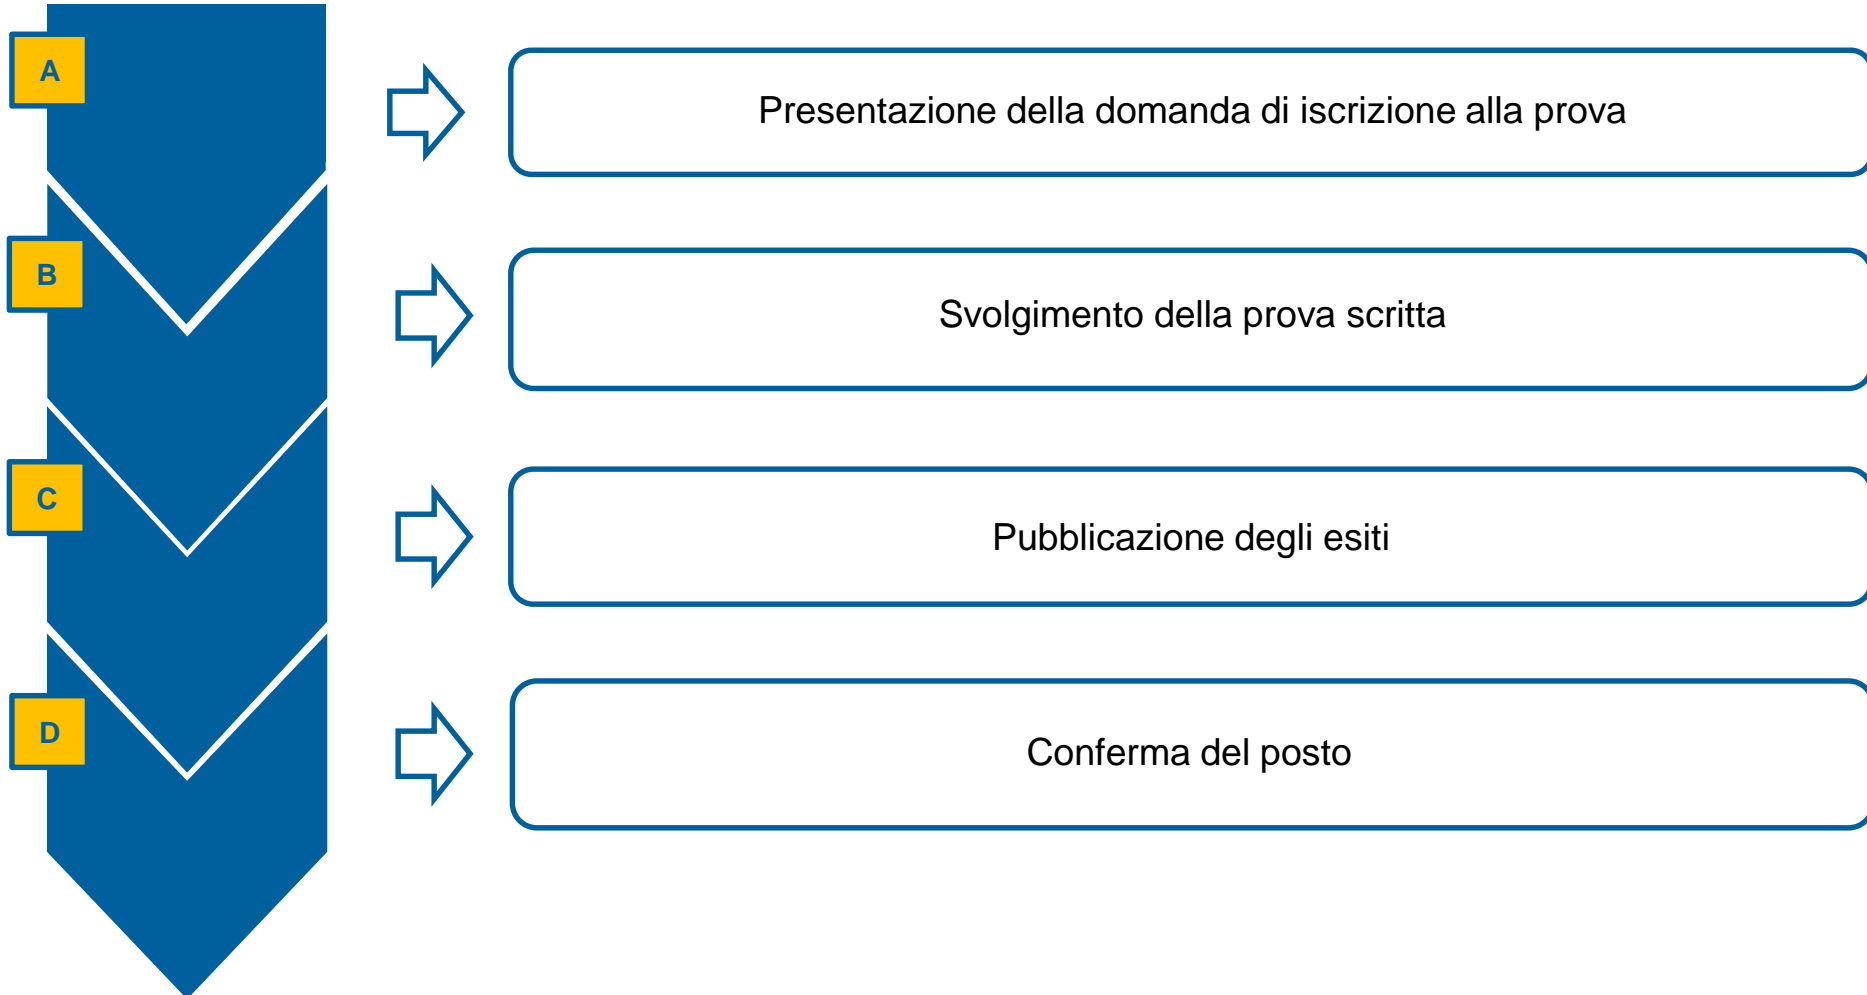 A
Presentazione della domanda di iscrizione alla prova
B
Svolgimento della prova scritta
C
Pubblicazione degli esiti
D
Conferma del posto